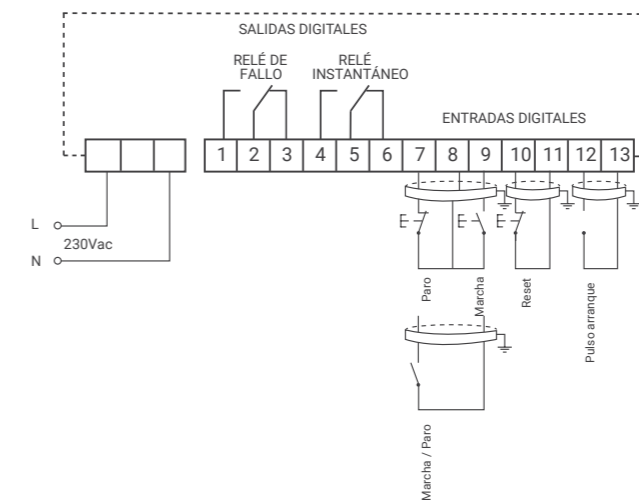 SALIDAS DIGITALES
RELÉ DE
FALLO
RELÉ
INSTANTÁNEO
ENTRADAS DIGITALES
1 2 3 4 5 6 7 8 9 10 11 12 13
L
230Vac
N
E E E
Paro
Marcha
Reset
Pulso arranque
Marcha / Paro